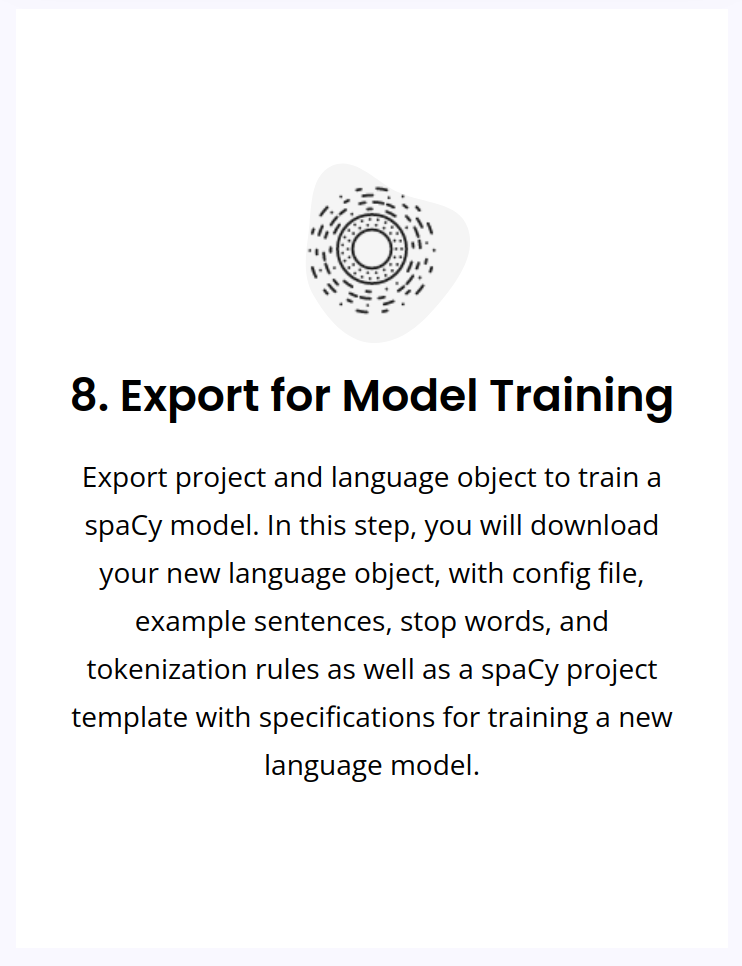 8. Export for Model Training
Export project and language object to train a
spaCy model. In this step, you will download
your new language object, with config file,
example sentences, stop words, and
tokenization rules as well as a spaCy project
template with specifications for training a new
language model.